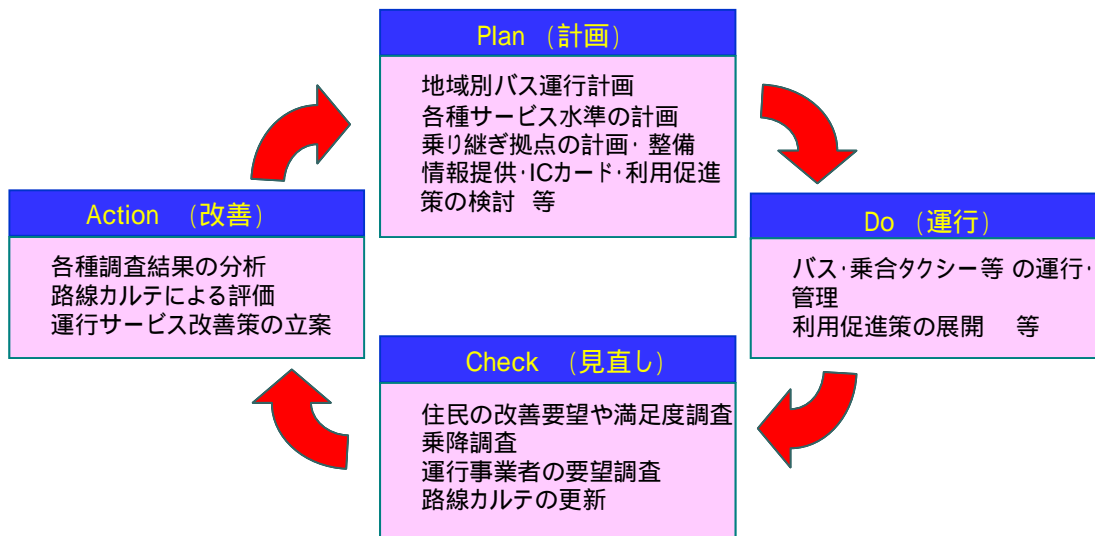 Plan （計画）
地域別バス運行計画
各種サービス水準の計画
乗り継ぎ拠点の計画・整備
情報提供・ICカード・利用促進
策の検討 等
Action （改善）
各種調査結果の分析
路線カルテによる評価
運行サービス改善策の立案
Do （運行）
バス・乗合タクシー等 の運行・
管理
利用促進策の展開 等
Check （見直し）
住民の改善要望や満足度調査
乗降調査
運行事業者の要望調査
路線カルテの更新